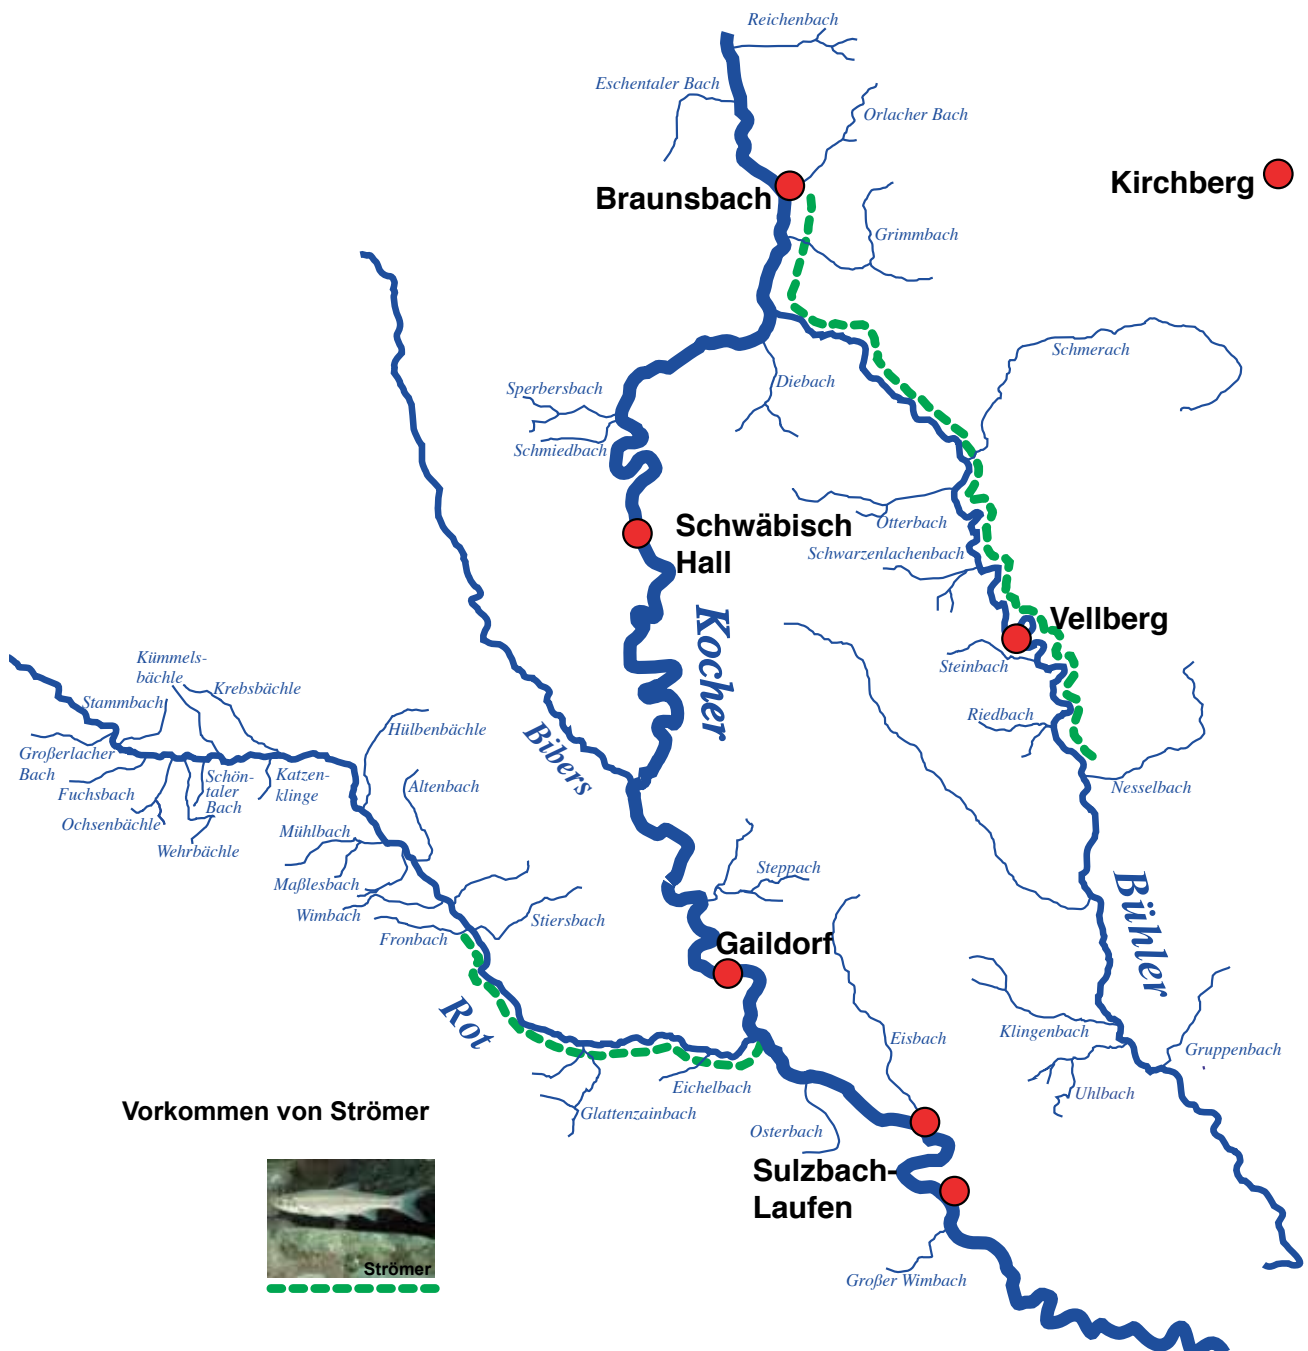 Reichenbach
Eschentaler Bach
Orlacher Bach
Kirchberg
Braunsbach
Grimmbach
Schmerach
Diebach
Sperbersbach
Schmiedbach
Schwäbisch
Hall
Otterbach
Schwarzenlachenbach
Kocher
Vellberg
Steinbach
Kümmels-
bächle
Krebsbächle
Stammbach
Riedbach
Hülbenbächle
Bibers
Großerlacher
Bach
Schön-
taler
Bach
Katzen-
klinge
Altenbach
Nesselbach
Fuchsbach
Ochsenbächle
Mühlbach
Wehrbächle
Steppach
Maßlesbach
Wimbach
Stiersbach
Bühler
Fronbach
Gaildorf
Rot
Eisbach
Klingenbach
Gruppenbach
Eichelbach
Uhlbach
Glattenzainbach
Vorkommen von Strömer
Osterbach
Sulzbach-
Laufen
Strömer
Großer Wimbach